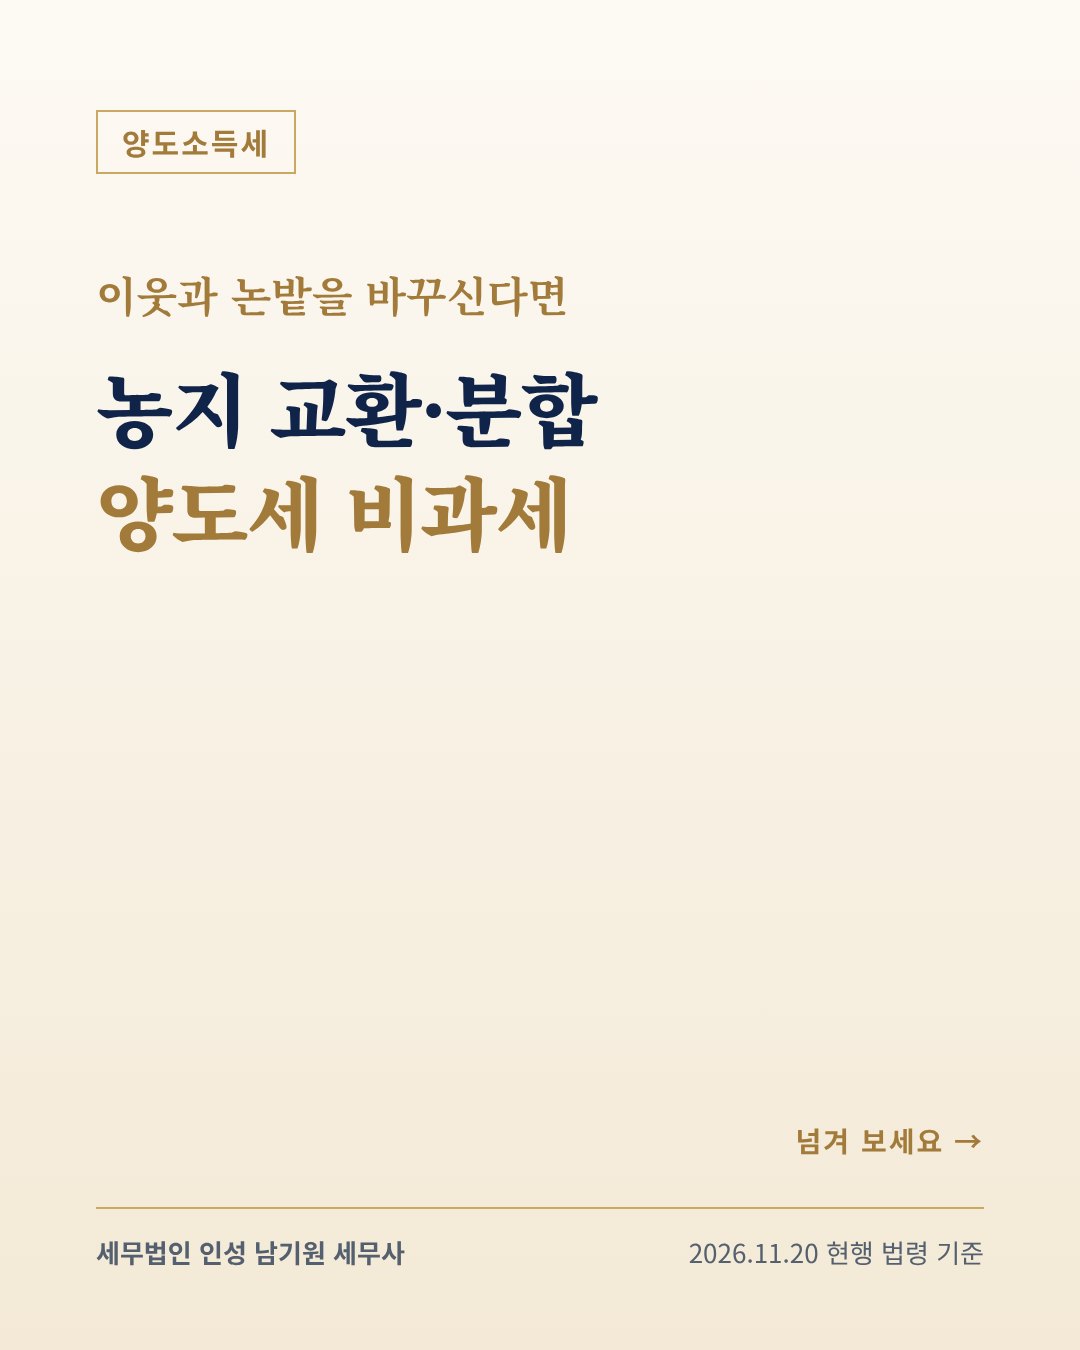 양도소득세
이웃과 논밭을 바꾸신다면
농지 교환·분합
양도세 비과세
넘겨 보세요 →
세무법인 인성 남기원 세무사
2026.11.20 현행 법령 기준